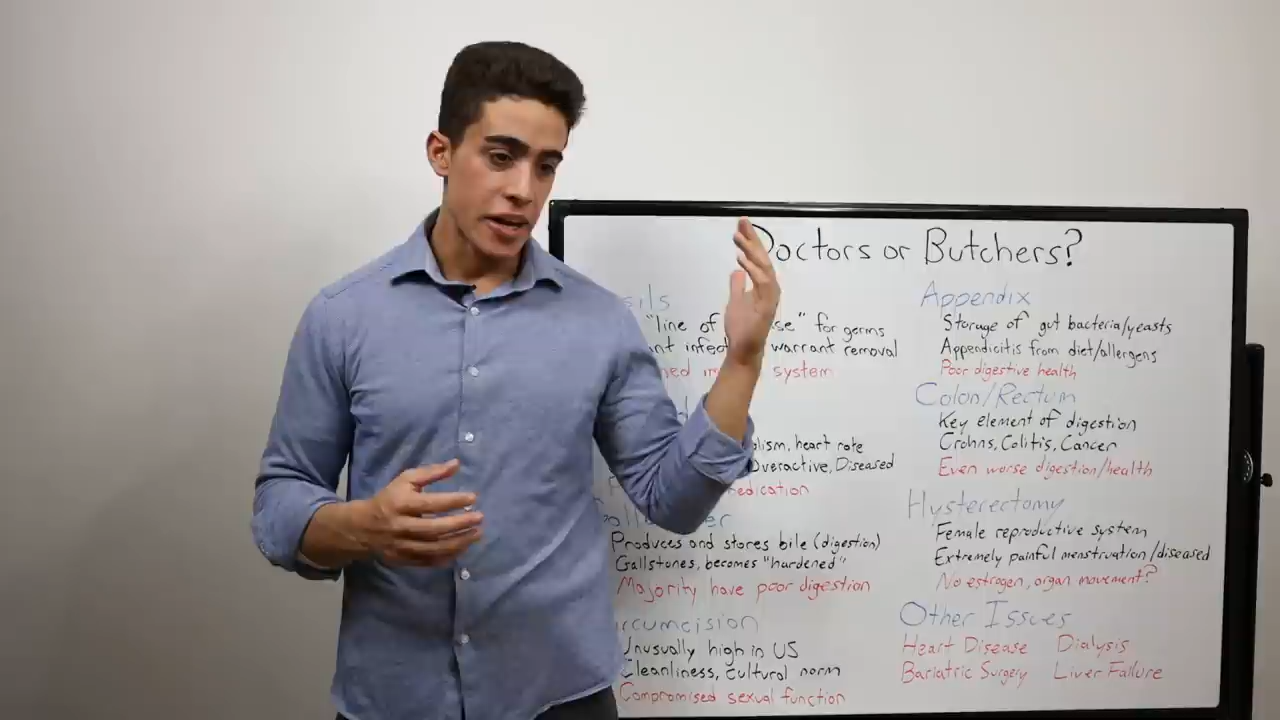 Doctors or Butchers?
"line of
" for germs
warrant removal
system
heart rate
Overactive, Diseased
Produces and stores bile (digestion)
Gallstones, becomes "hardened"
Majority have poor digestion
Unusually high in US
Cleanliness, cultural norm
Compromised sexual function
Appendix
Storage of gut bacteria/yeasts
Appendicitis from diet/allergens
Poor digestive health
Colon/Rectum
Key element of digestion
Crohns, Colitis, Cancer
Even worse digestion/health
Hysterectomy
Female reproductive system
Extremely painful menstruation/diseased
No estrogen, organ movement?
Other Issues
Heart Disease Dialysis
Bariatric Surgery Liver Failure